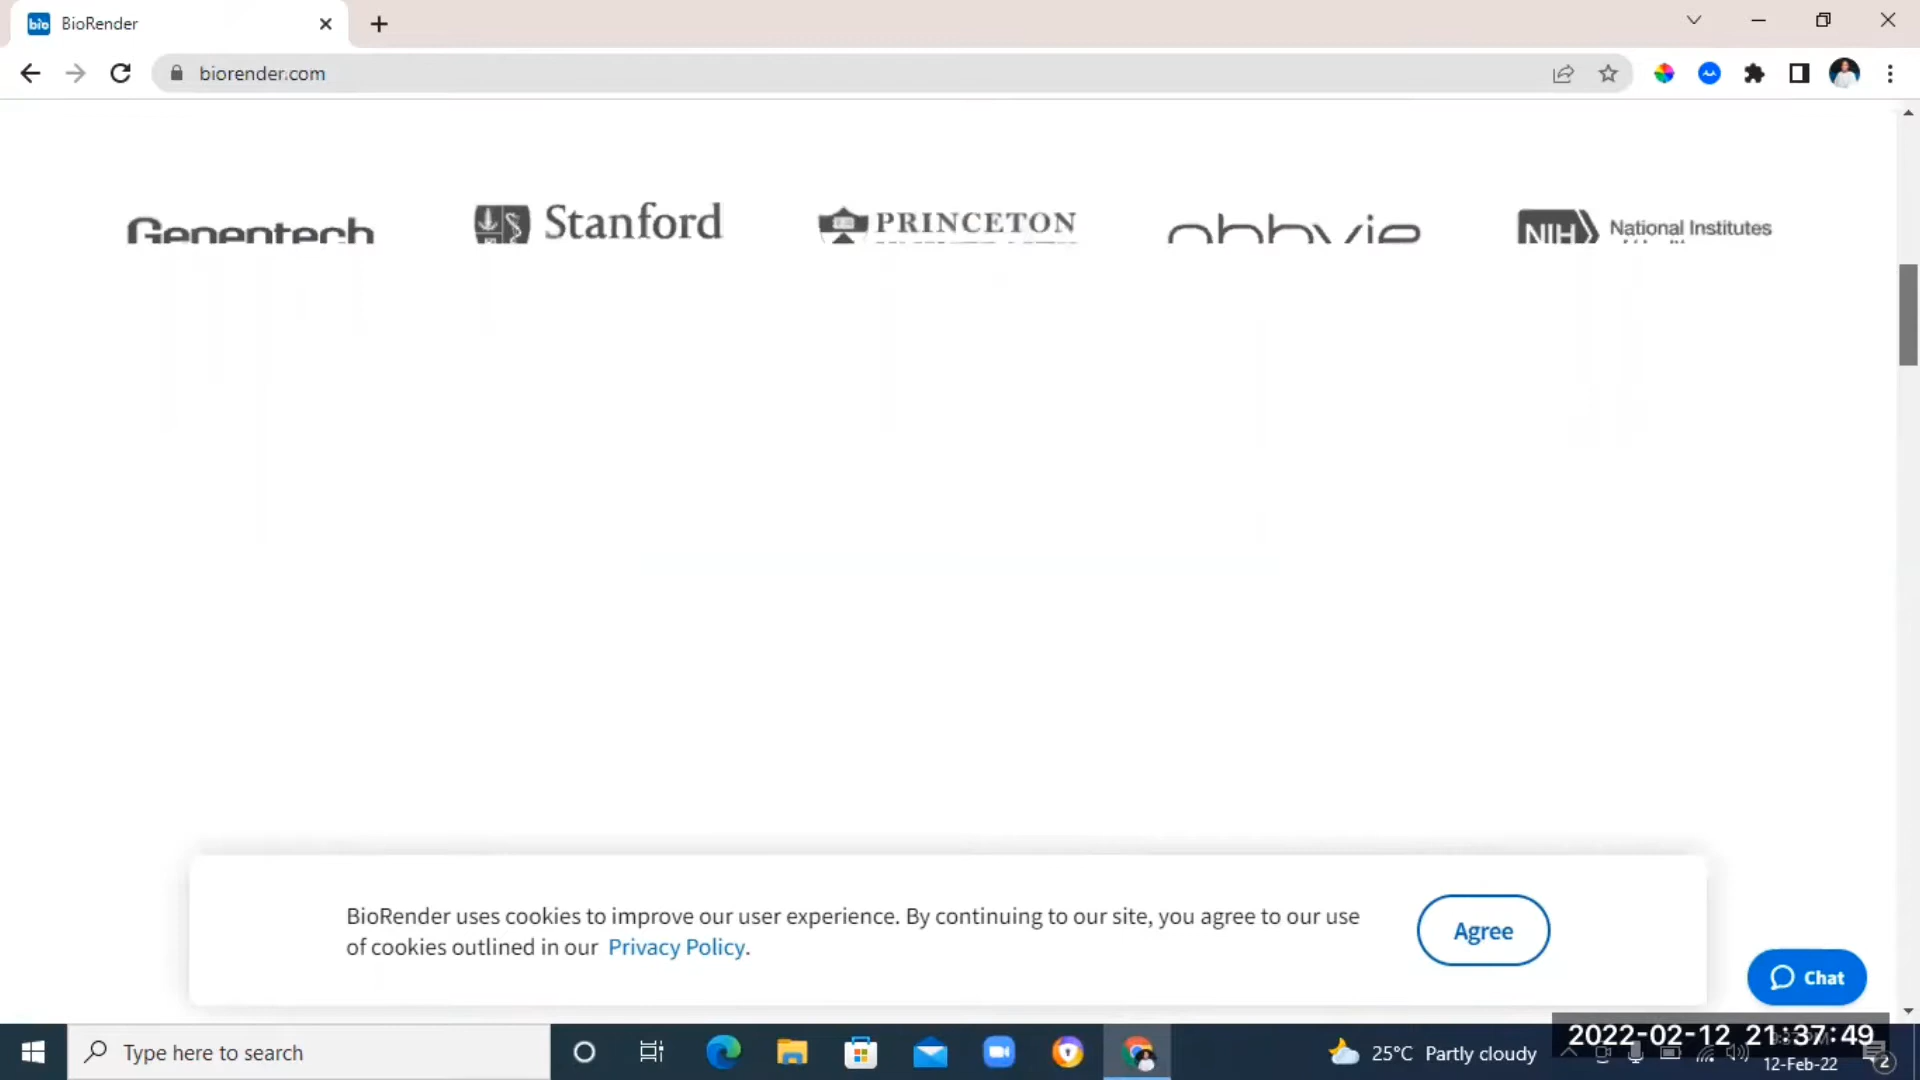 bio BioRender
biorender.com
Genentech Stanford PRINCETON abbvie NIH National Institutes
BioRender uses cookies to improve our user experience. By continuing to our site, you agree to our use
of cookies outlined in our Privacy Policy.
Agree
Chat
Type here to search
25°C Partly cloudy
2022-02-12 21:37:49
12-Feb-22
2